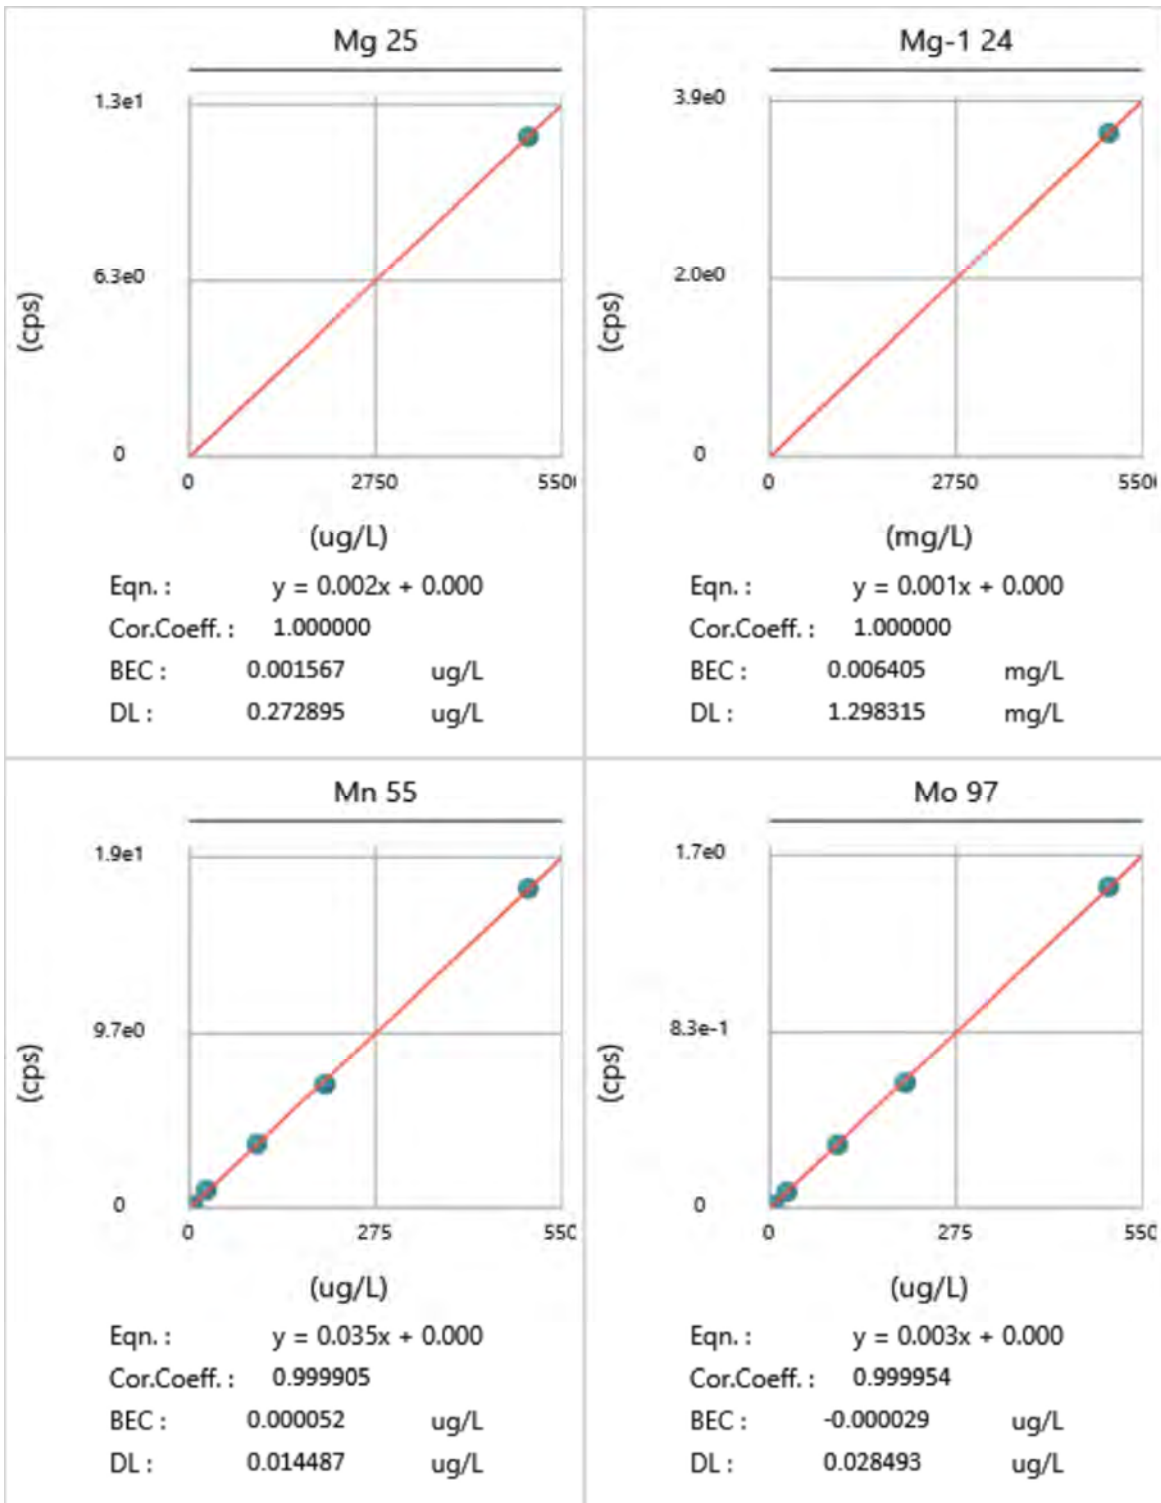 Mg 25
1.3e1
6.3e0
0
(cps)
0 2750 550
(ug/L)
Eqn. : y = 0.002x + 0.000
Cor.Coeff. : 1.000000
BEC : 0.001567 ug/L
DL : 0.272895 ug/L
Mg-1 24
3.9e0
2.0e0
0
(cps)
0 2750 550
(mg/L)
Eqn. : y = 0.001x + 0.000
Cor.Coeff. : 1.000000
BEC : 0.006405 mg/L
DL : 1.298315 mg/L
Mn 55
1.9e1
9.7e0
0
(cps)
0 275 550
(ug/L)
Eqn. : y = 0.035x + 0.000
Cor.Coeff. : 0.999905
BEC : 0.000052 ug/L
DL : 0.014487 ug/L
Mo 97
1.7e0
8.3e-1
0
(cps)
0 275 550
(ug/L)
Eqn. : y = 0.003x + 0.000
Cor.Coeff. : 0.999954
BEC : -0.000029 ug/L
DL : 0.028493 ug/L